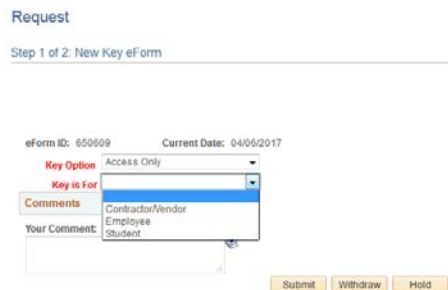 Request
Step 1 of 2: New Key eForm
eForm ID: 650609 Current Date: 04/06/2017
Key Option Access Only
Key is For
Contractor/Vendor
Employee
Student
Comments
Your Comment:
Submit Withdraw Hold